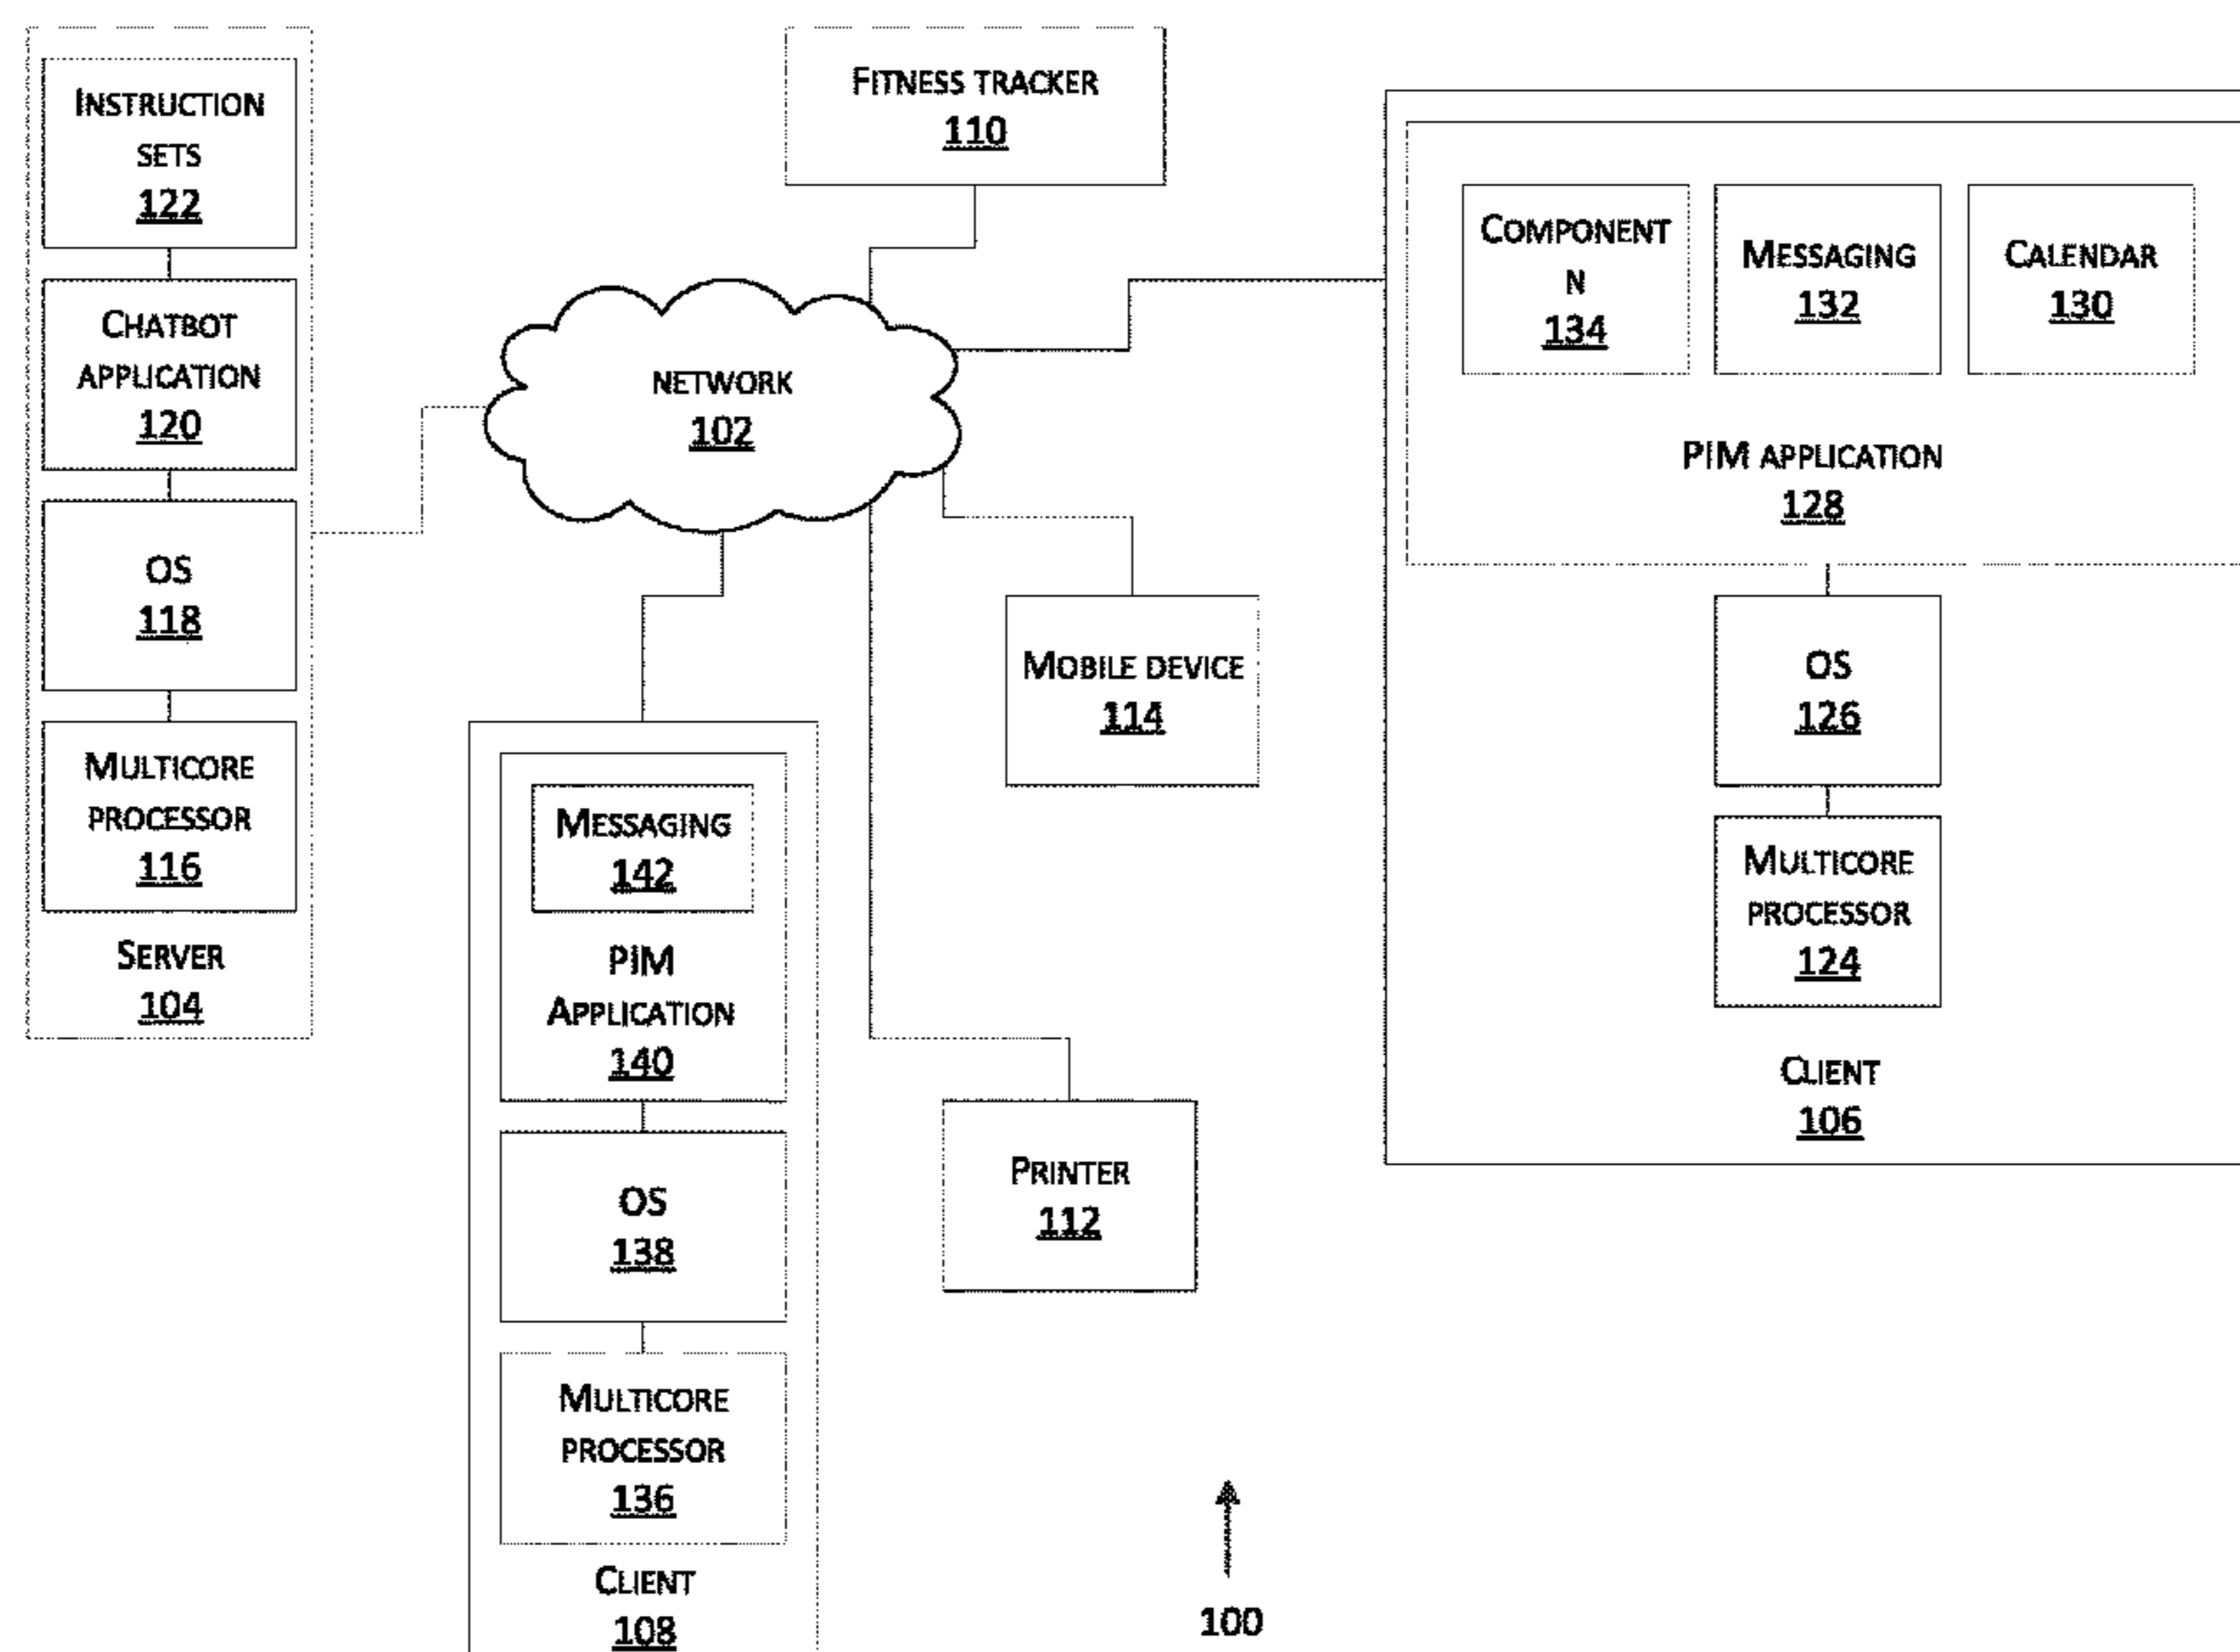 INSTRUCTION
SETS
122
CHATBOT
APPLICATION
120
OS
118
MULTICORE
PROCESSOR
116
SERVER
104
FITNESS TRACKER
110
NETWORK
102
MOBILE DEVICE
114
MESSAGING
142
PIM
APPLICATION
140
OS
138
MULTICORE
PROCESSOR
136
CLIENT
108
PRINTER
112
COMPONENT
N
134
MESSAGING
132
CALENDAR
130
PIM APPLICATION
128
OS
126
MULTICORE
PROCESSOR
124
CLIENT
106
100